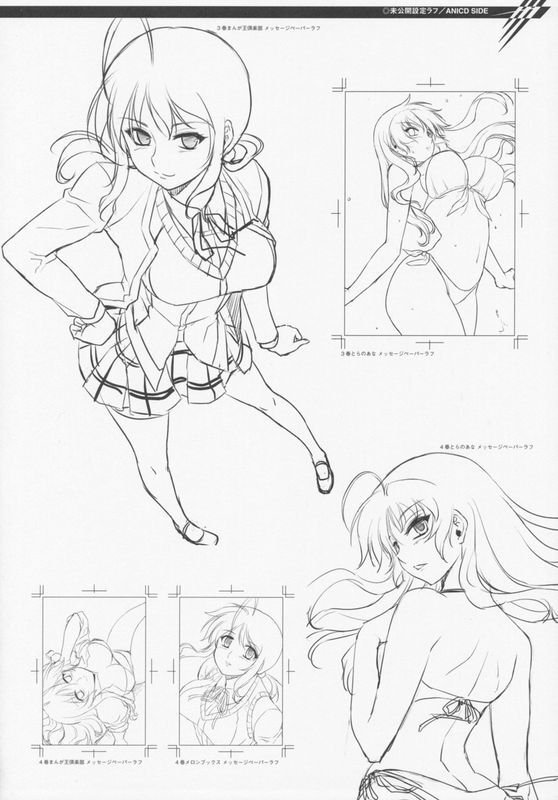 ◎未公開設定ラフ／ANICD SIDE
3巻まんが王倶楽部 メッセージペーパーラフ
3巻とらのあな メッセージペーパーラフ
4巻とらのあな メッセージペーパーラフ
4巻まんが王倶楽部 メッセージペーパーラフ
4巻メロンブックス メッセージペーパーラフ